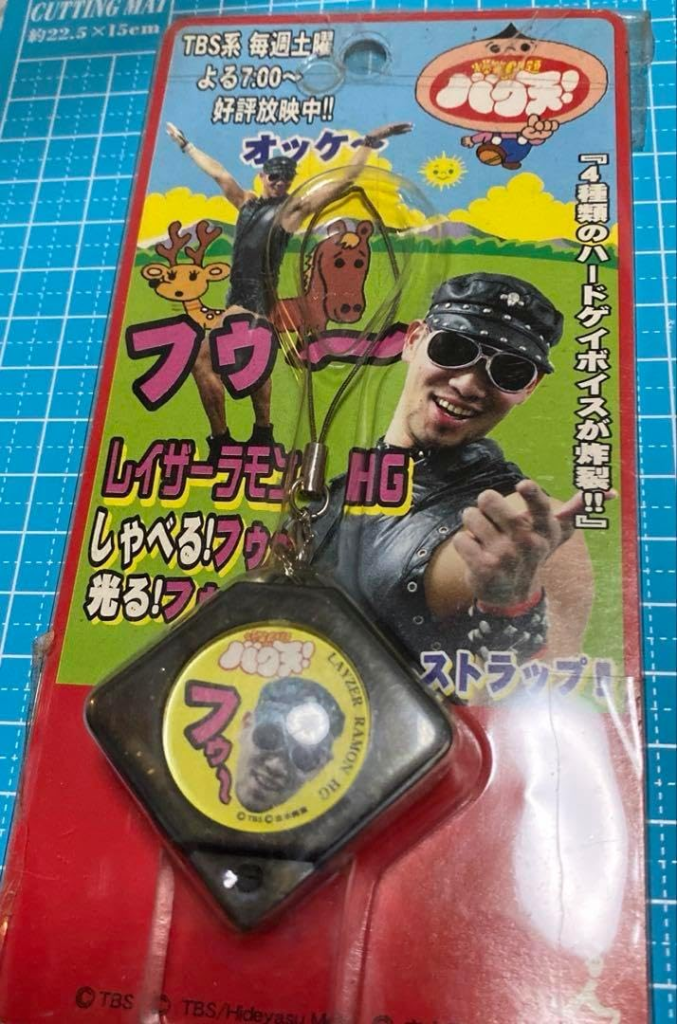 CUTTING MAT
約22.5×15cm
TBS系 毎週土曜
よる7:00～
好評放映中!!
バク天!
オッケ～
『4種類のハードゲイボイスが炸裂!!』
フゥ～
レイザーラモン HG
しゃべる!フゥ～
光る!フゥ
ストラップ!
バク天!
フゥ～
LAYZER RAMON HG
©TBS©
©TBS
TBS/Hideyasu